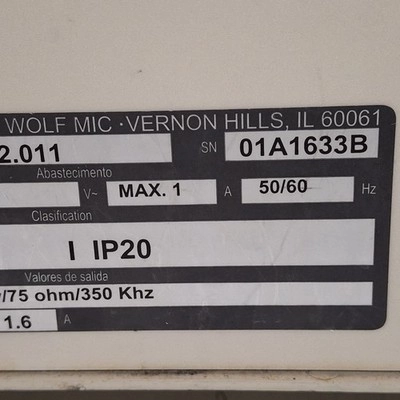 WOLF MIC · VERNON HILLS, IL 60061
2.011 SN 01A1633B
Abastecimento
V~ MAX. 1 A 50/60 Hz
Clasification
I IP20
Valores de salida
/75 ohm/350 Khz
1.6 A